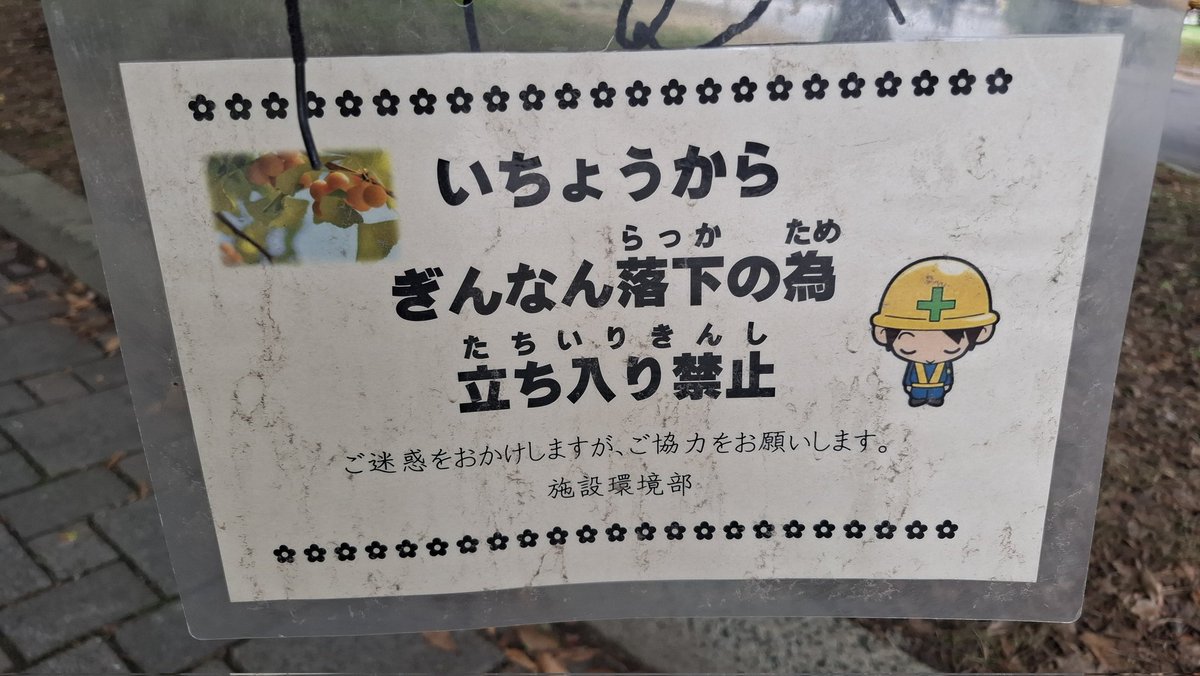 いちょうから
らっか ため
ぎんなん落下の為
たちいりきんし
立ち入り禁止
ご迷惑をおかけしますが、ご協力をお願いします。
施設環境部